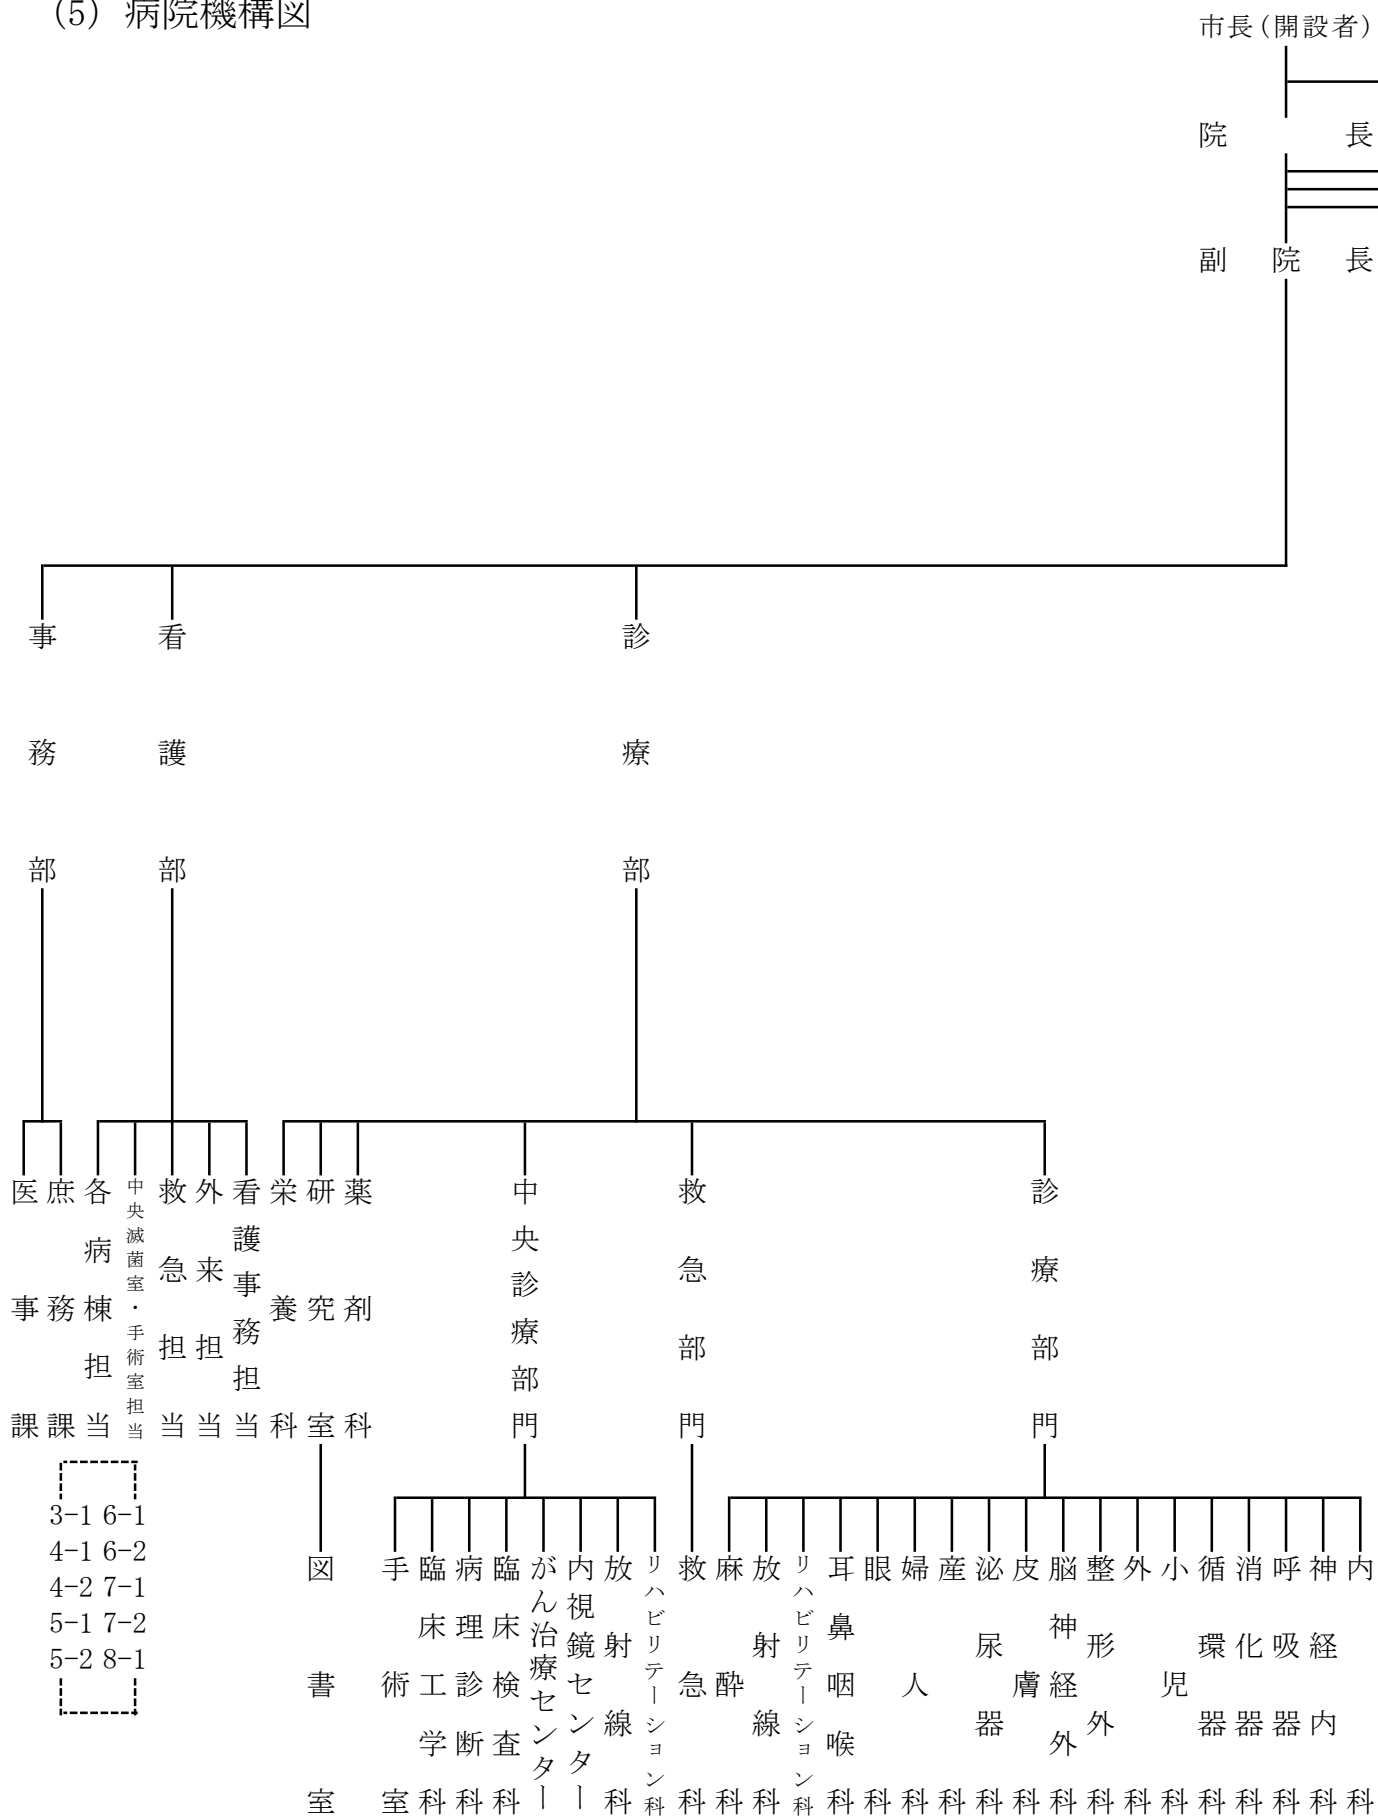 (5) 病院機構図
市長(開設者)
院長
副院長
事務部
看護部
診療部
医事課
庶務課
各病棟担当
中央滅菌室・手術室担当
救急担当
外来担当
看護事務担当
栄養科
研究室
薬剤科
中央診療部門
救急部門
診療部門
3-1 6-1
4-1 6-2
4-2 7-1
5-1 7-2
5-2 8-1
図書室
手術室
臨床工学科
病理診断科
臨床検査科
がん治療センター
内視鏡センター
放射線科
リハビリテーション科
救急科
麻酔科
放射線科
リハビリテーション科
耳鼻咽喉科
眼科
婦人科
産科
泌尿器科
皮膚科
脳神経外科
整形外科
外科
小児科
循環器科
消化器科
呼吸器科
神経内科
内科